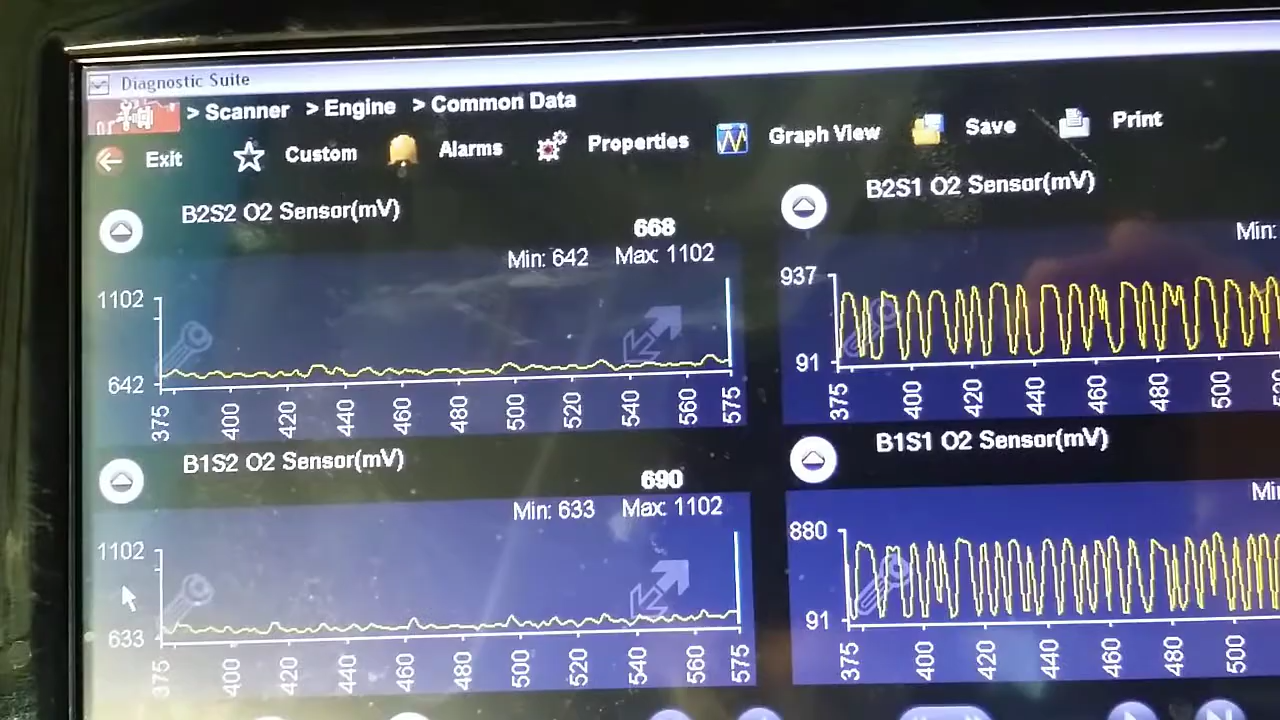 Diagnostic Suite
> Scanner > Engine > Common Data
Exit Custom Alarms Properties Graph View Save Print
B2S2 O2 Sensor(mV)
668
Min: 642 Max: 1102
1102
642
375 400 420 440 460 480 500 520 540 560 575
B2S1 O2 Sensor(mV)
Min:
937
91
375 400 420 440 460 480 500
B1S2 O2 Sensor(mV)
690
Min: 633 Max: 1102
1102
633
375 400 420 440 460 480 500 520 540 560 575
B1S1 O2 Sensor(mV)
880
91
375 400 420 440 460 480 500